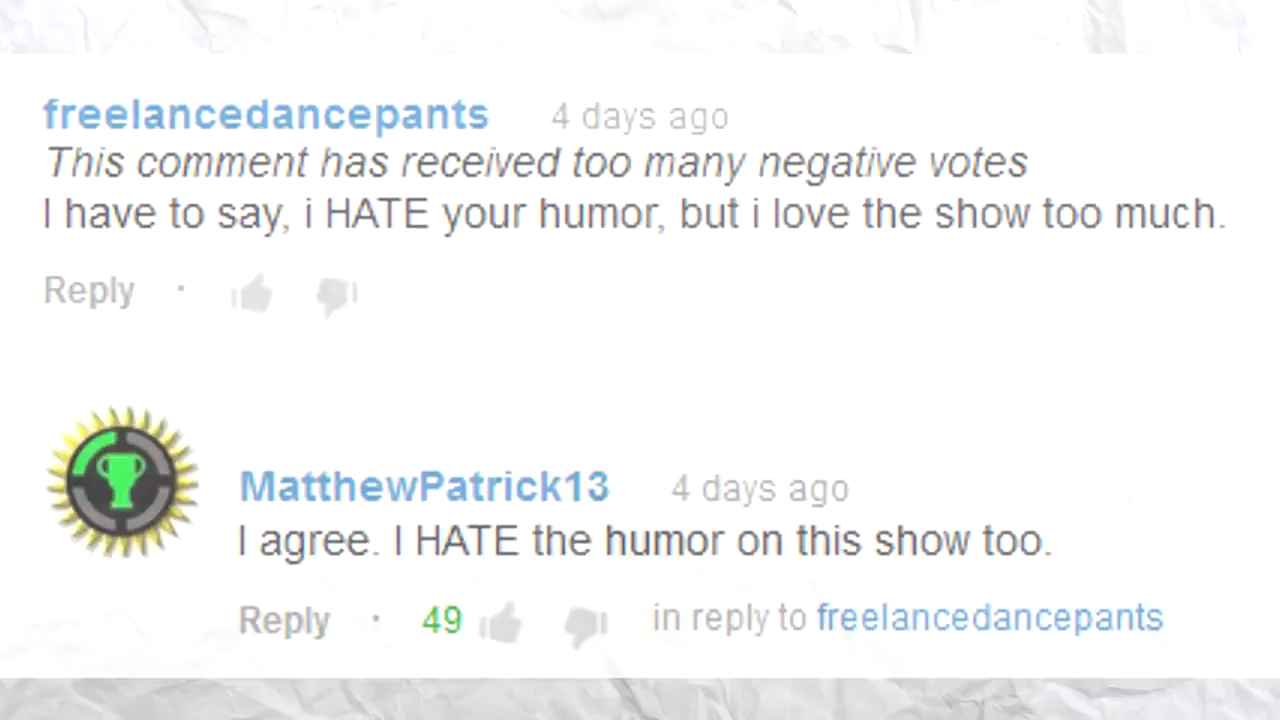 freelancedancepants 4 days ago
This comment has received too many negative votes
I have to say, i HATE your humor, but i love the show too much.
Reply ·
MatthewPatrick13 4 days ago
I agree. I HATE the humor on this show too.
Reply · 49 in reply to freelancedancepants